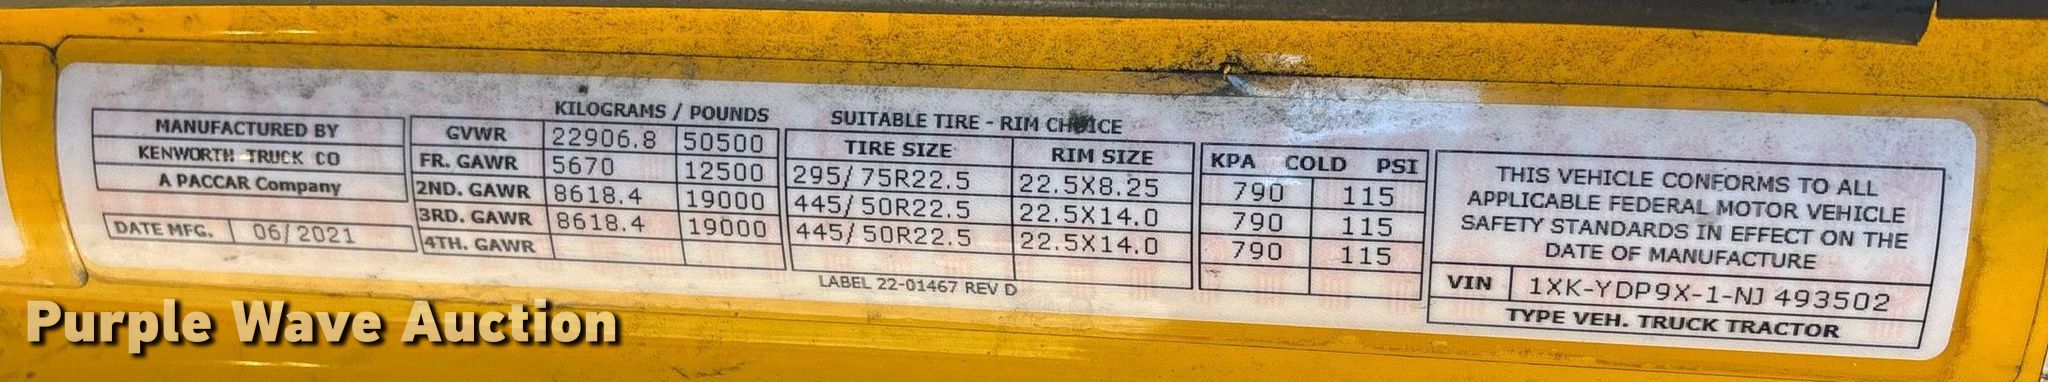 MANUFACTURED BY
KENWORTH TRUCK CO
A PACCAR Company
DATE MFG. 06/2021
KILOGRAMS / POUNDS
GVWR 22906.8 50500
FR. GAWR 5670 12500
2ND. GAWR 8618.4 19000
3RD. GAWR 8618.4 19000
4TH. GAWR
SUITABLE TIRE - RIM CHOICE
TIRE SIZE RIM SIZE
295/75R22.5 22.5X8.25
445/50R22.5 22.5X14.0
445/50R22.5 22.5X14.0
LABEL 22-01467 REV D
KPA COLD PSI
790 115
790 115
790 115
THIS VEHICLE CONFORMS TO ALL
APPLICABLE FEDERAL MOTOR VEHICLE
SAFETY STANDARDS IN EFFECT ON THE
DATE OF MANUFACTURE
VIN 1XK-YDP9X-1-NJ 493502
TYPE VEH. TRUCK TRACTOR
Purple Wave Auction